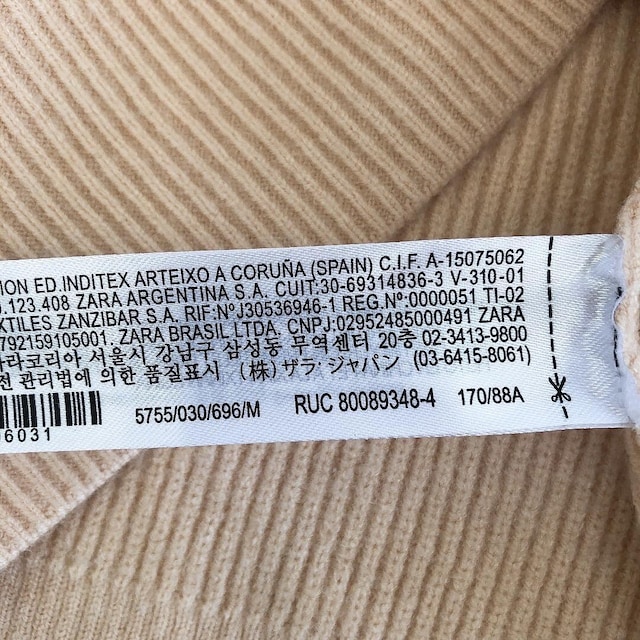 ION ED.INDITEX ARTEIXO A CORUÑA (SPAIN) C.I.F. A-15075062
.123.408 ZARA ARGENTINA S.A. CUIT:30-69314836-3 V-310-01
XTILES ZANZIBAR S.A. RIF:Nº J30536946-1 REG.Nº:0000051 TI-02
792159105001. ZARA BRASIL LTDA. CNPJ:02952485000491 ZARA
라코리아 서울시 강남구 삼성동 무역센터 20층 02-3413-9800
전 관리법에 의한 품질표시 (株) ザラ・ジャパン (03-6415-8061)
6031 5755/030/696/M RUC 80089348-4 170/88A